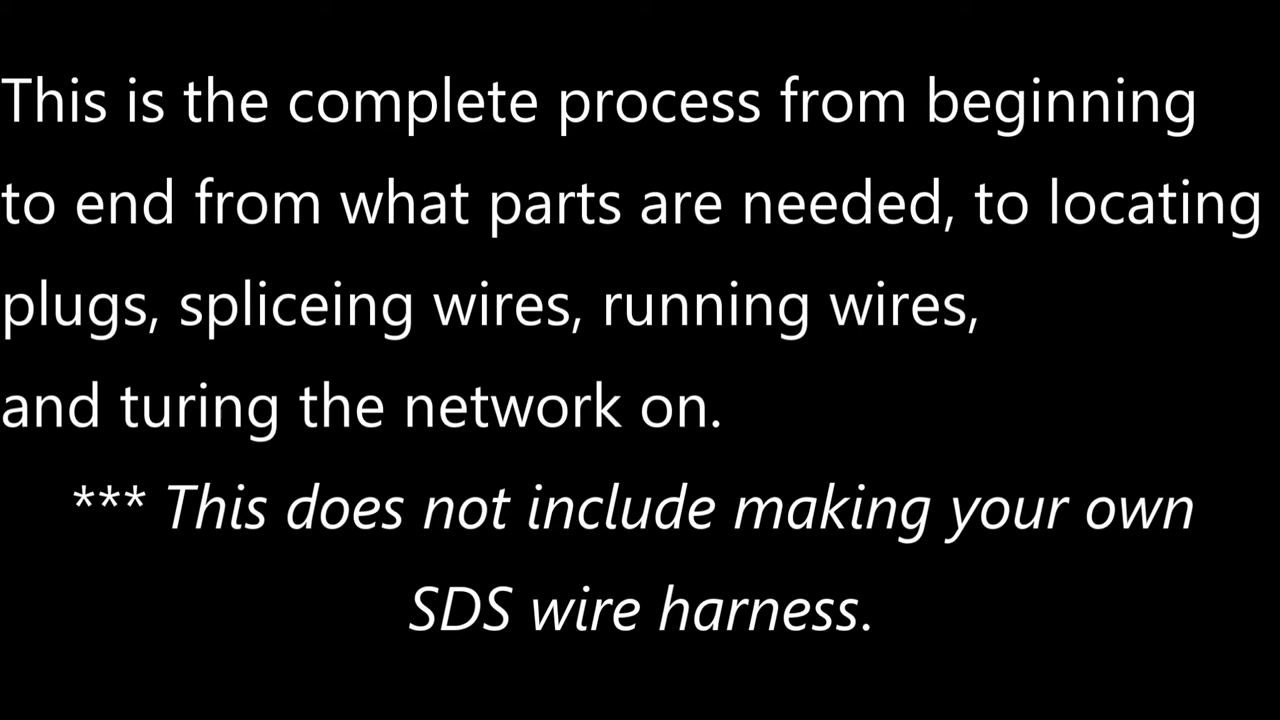 This is the complete process from beginning
to end from what parts are needed, to locating
plugs, spliceing wires, running wires,
and turing the network on.
*** This does not include making your own
SDS wire harness.